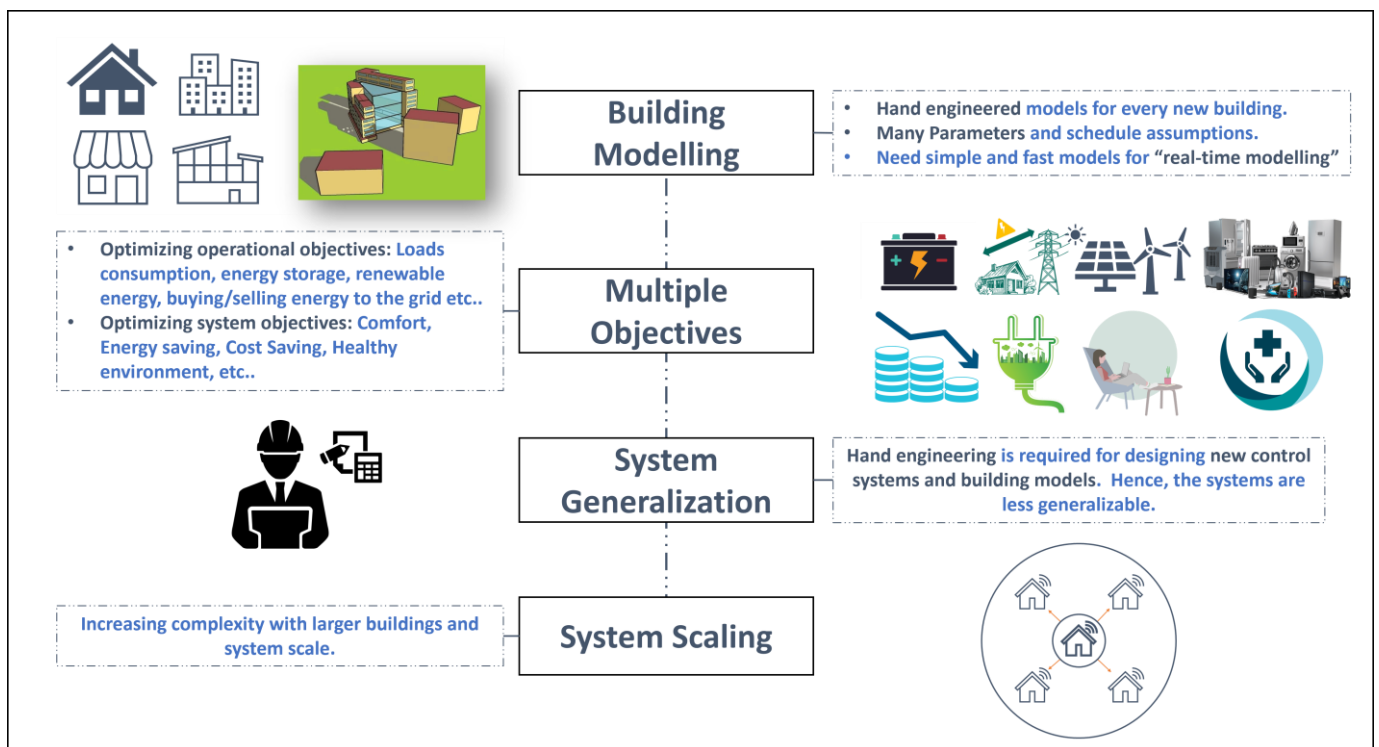 Building
Modelling
• Hand engineered models for every new building.
• Many Parameters and schedule assumptions.
• Need simple and fast models for “real-time modelling”
• Optimizing operational objectives: Loads
consumption, energy storage, renewable
energy, buying/selling energy to the grid etc..
• Optimizing system objectives: Comfort,
Energy saving, Cost Saving, Healthy
environment, etc..
Multiple
Objectives
System
Generalization
Hand engineering is required for designing new control
systems and building models. Hence, the systems are
less generalizable.
Increasing complexity with larger buildings and
system scale.
System Scaling